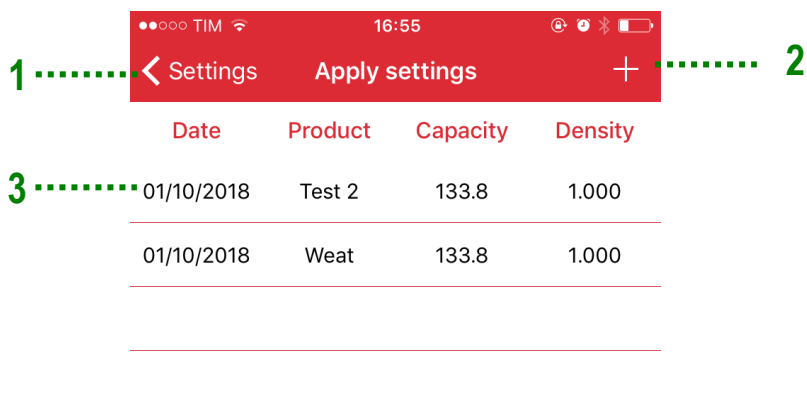 TIM 16:55
1 Settings Apply settings + 2
Date Product Capacity Density
3 01/10/2018 Test 2 133.8 1.000
01/10/2018 Weat 133.8 1.000